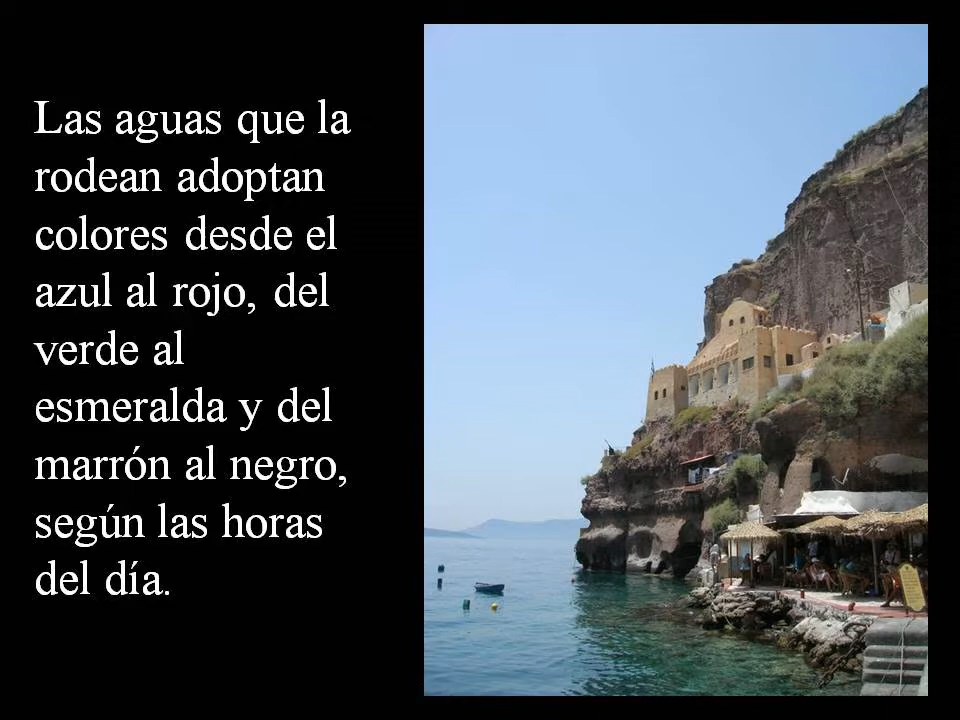 Las aguas que la
rodean adoptan
colores desde el
azul al rojo, del
verde al
esmeralda y del
marrón al negro,
según las horas
del día.